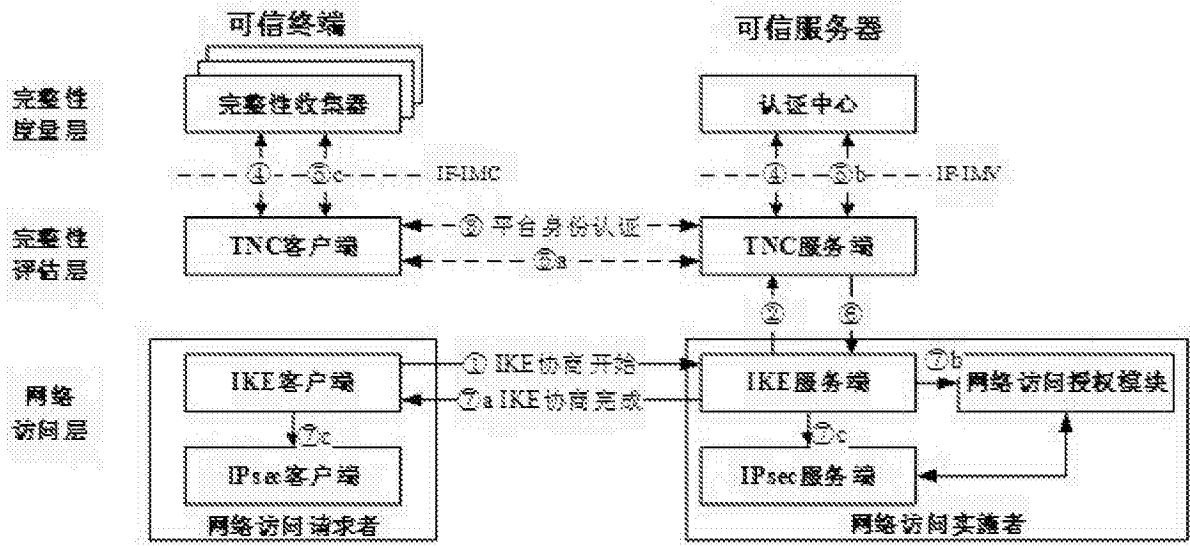 可信终端
可信服务器
完整性
度量层
完整性收集器
认证中心
④
c
IF-IMC
④
b
IF-IMV
完整性
评估层
TNC客户端
平台身份认证
a
TNC服务端
②
⑥
网络
访问层
IKE客户端
① IKE协商开始
⑦a IKE协商完成
IKE服务端
⑦b
网络访问授权模块
⑦c
⑦c
IPsec客户端
IPsec服务端
网络访问请求者
网络访问实施者